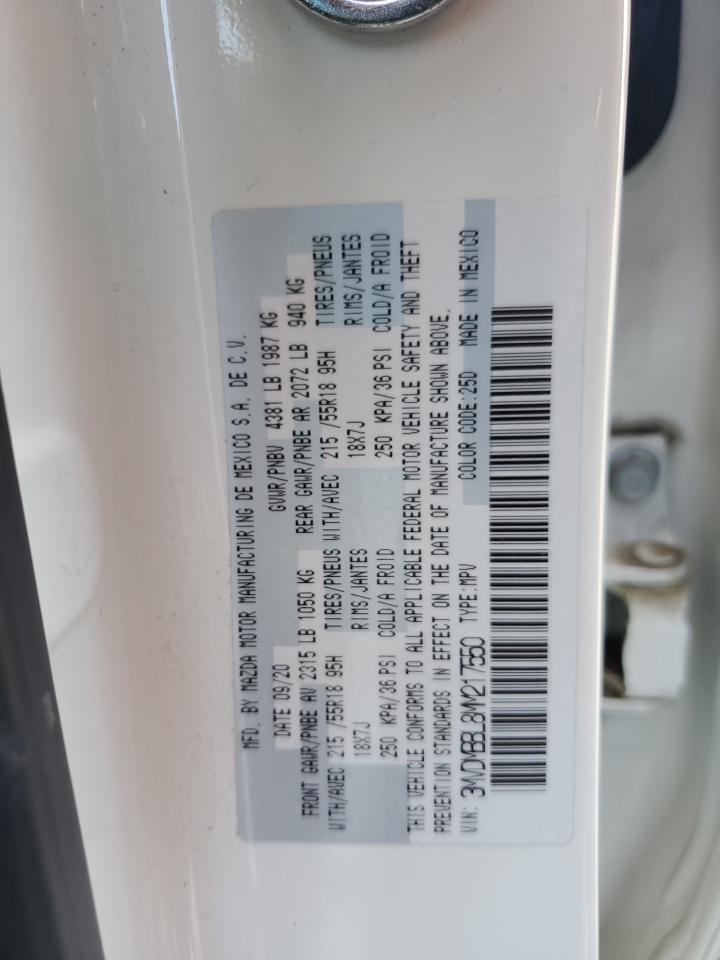 MFD. BY MAZDA MOTOR MANUFACTURING DE MEXICO S.A. DE C.V.
DATE 09/20 GVWR/PNBV 4381 LB 1987 KG
FRONT GAWR/PNBE AV 2315 LB 1050 KG REAR GAWR/PNBE AR 2072 LB 940 KG
WITH/AVEC 215 /55R18 95H TIRES/PNEUS WITH/AVEC 215 /55R18 95H TIRES/PNEUS
18X7J RIMS/JANTES 18X7J RIMS/JANTES
250 KPA/36 PSI COLD/A FROID 250 KPA/36 PSI COLD/A FROID
THIS VEHICLE CONFORMS TO ALL APPLICABLE FEDERAL MOTOR VEHICLE SAFETY AND THEFT
PREVENTION STANDARDS IN EFFECT ON THE DATE OF MANUFACTURE SHOWN ABOVE.
VIN: 3MVDMBBL8MM217550 TYPE:MPV COLOR CODE:25D MADE IN MEXICO